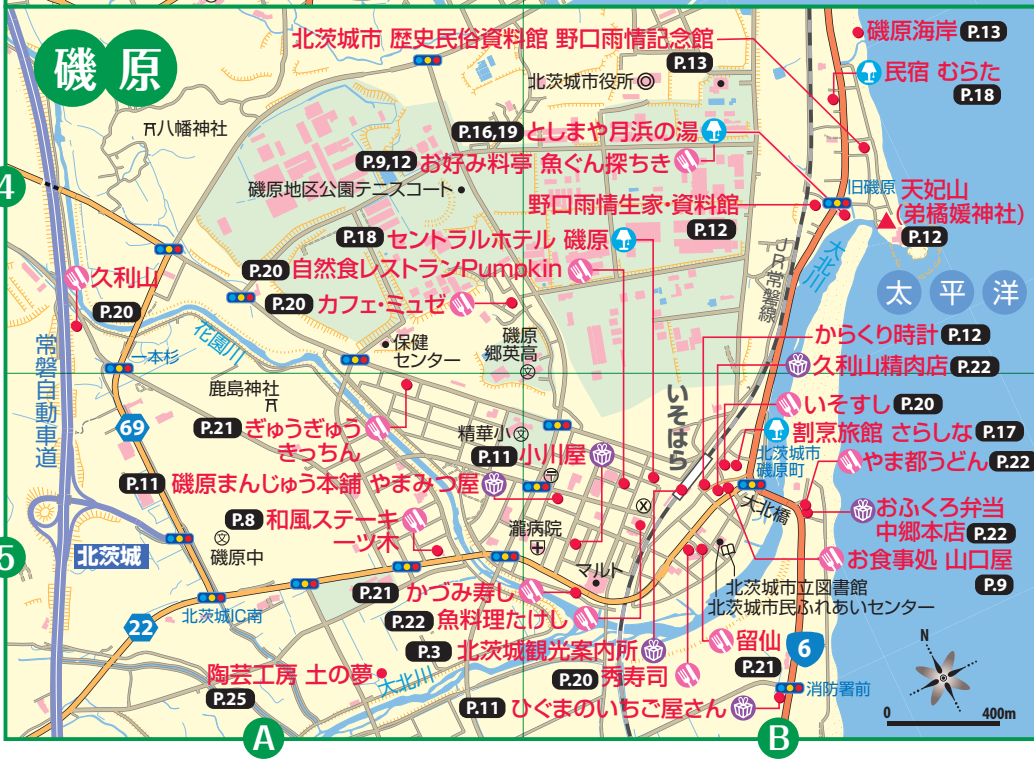 磯原
北茨城市 歴史民俗資料館 野口雨情記念館
P.13
磯原海岸 P.13
北茨城市役所
民宿 むらた
P.18
八幡神社
P.16,19 としまや月浜の湯
P.9,12 お好み料亭 魚ぐん探ちき
4
磯原地区公園テニスコート
旧磯原
天妃山
(弟橘媛神社)
P.12
野口雨情生家・資料館
P.12
P.18 セントラルホテル 磯原
大北川
JR常磐線
P.20 自然食レストランPumpkin
久利山
P.20
P.20 カフェ・ミュゼ
太平洋
花園川
保健
センター
磯原
郷英高
文
からくり時計 P.12
常磐自動車道
一本杉
久利山精肉店 P.22
鹿島神社
いそはら
いそすし P.20
69
P.21 ぎゅうぎゅう
きっちん
精華小
文
割烹旅館 さらしな P.17
P.11 小川屋
北茨城市
磯原町
やま都うどん P.22
P.11 磯原まんじゅう本舗 やまみつ屋
大北橋
おふくろ弁当
中郷本店 P.22
P.8 和風ステーキ
一ツ木
瀧病院
5
北茨城
文
磯原中
お食事処 山口屋
P.9
マルト
P.21 かづみ寿し
北茨城市立図書館
北茨城市民ふれあいセンター
北茨城IC南
P.22 魚料理たけし
22
P.3 北茨城観光案内所
留仙
P.21
6
N
陶芸工房 土の夢
P.25
大北川
P.20 秀寿司
消防署前
P.11 ひぐまのいちご屋さん
0 400m
A
B